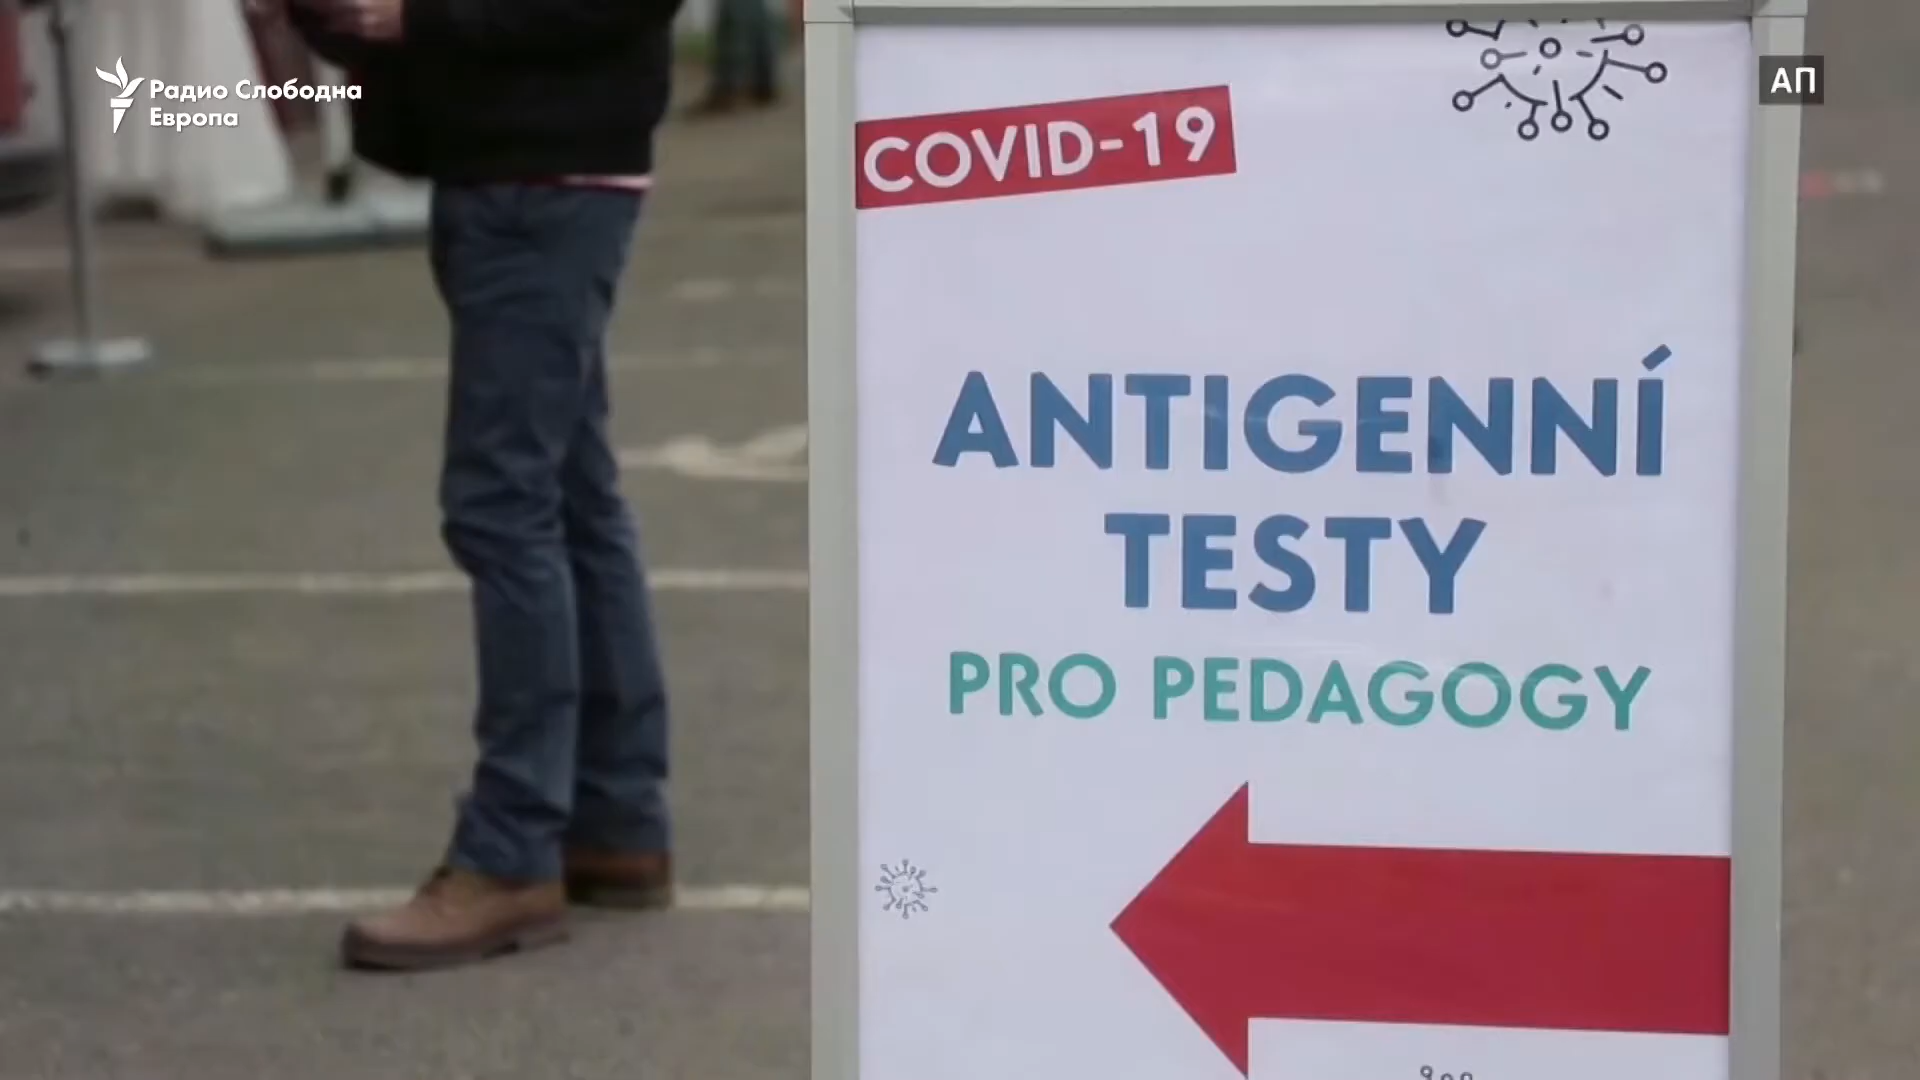 Радио Слободна
Европа
АП
COVID-19
ANTIGENNÍ
TESTY
PRO PEDAGOGY